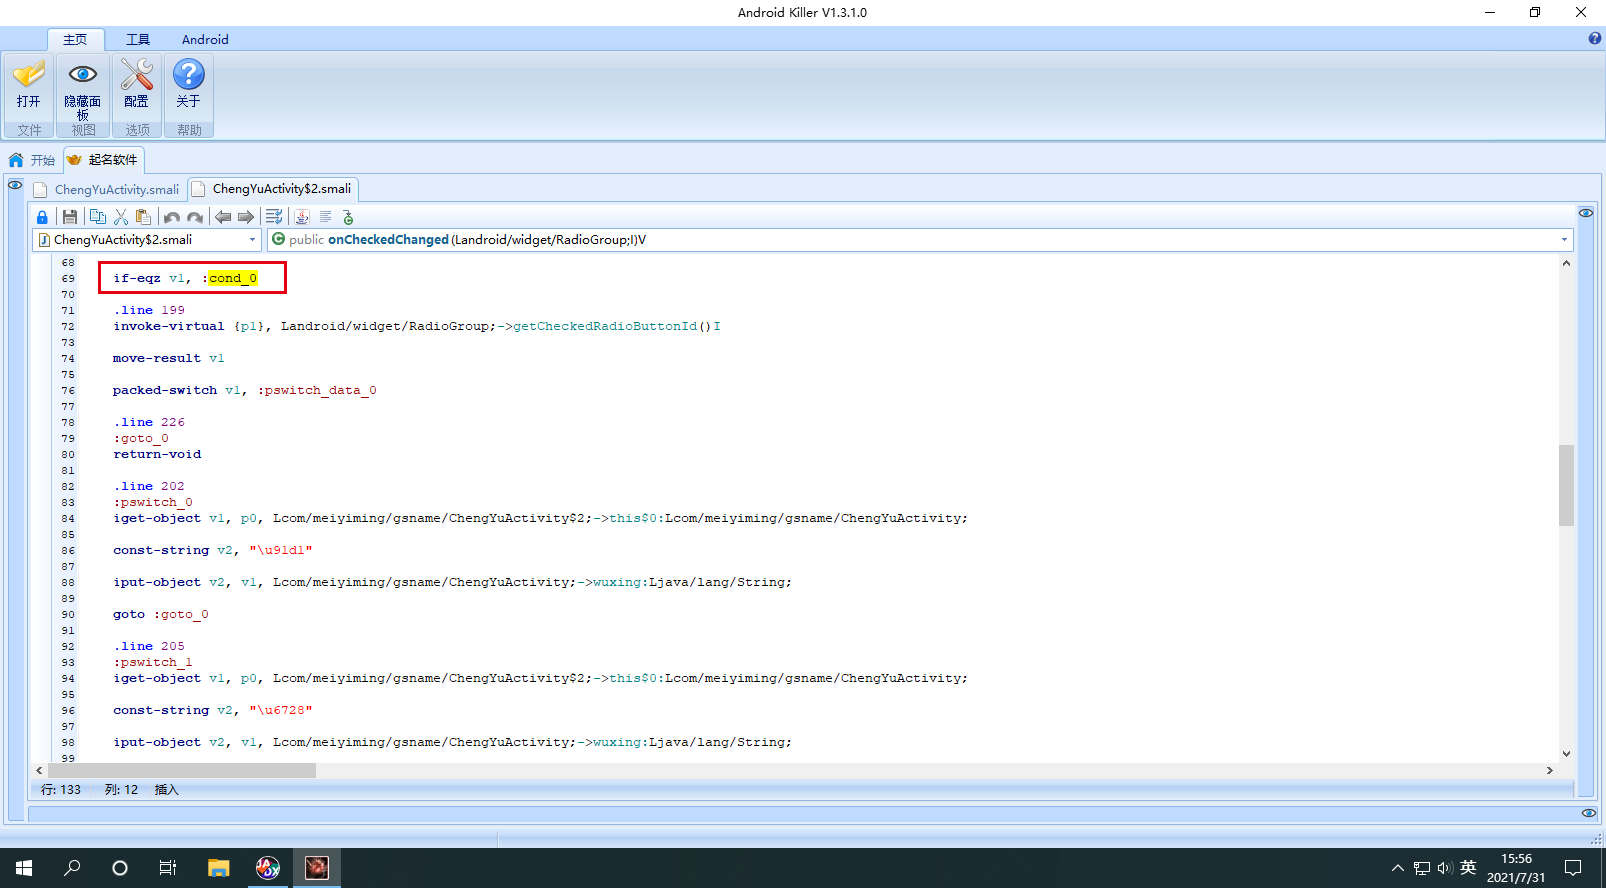 Android Killer V1.3.1.0
主页 工具 Android
打开 隐藏面板 配置 关于
文件 视图 选项 帮助
开始 起名软件
ChengYuActivity.smali ChengYuActivity$2.smali
ChengYuActivity$2.smali public onCheckedChanged(Landroid/widget/RadioGroup;I)V
68
69 if-eqz v1, :cond_0
70
71 .line 199
72 invoke-virtual {p1}, Landroid/widget/RadioGroup;->getCheckedRadioButtonId()I
73
74 move-result v1
75
76 packed-switch v1, :pswitch_data_0
77
78 .line 226
79 :goto_0
80 return-void
81
82 .line 202
83 :pswitch_0
84 iget-object v1, p0, Lcom/meiyiming/gsname/ChengYuActivity$2;->this$0:Lcom/meiyiming/gsname/ChengYuActivity;
85
86 const-string v2, "\u91d1"
87
88 iput-object v2, v1, Lcom/meiyiming/gsname/ChengYuActivity;->wuxing:Ljava/lang/String;
89
90 goto :goto_0
91
92 .line 205
93 :pswitch_1
94 iget-object v1, p0, Lcom/meiyiming/gsname/ChengYuActivity$2;->this$0:Lcom/meiyiming/gsname/ChengYuActivity;
95
96 const-string v2, "\u6728"
97
98 iput-object v2, v1, Lcom/meiyiming/gsname/ChengYuActivity;->wuxing:Ljava/lang/String;
99
行: 133 列: 12 插入
英 15:56
2021/7/31